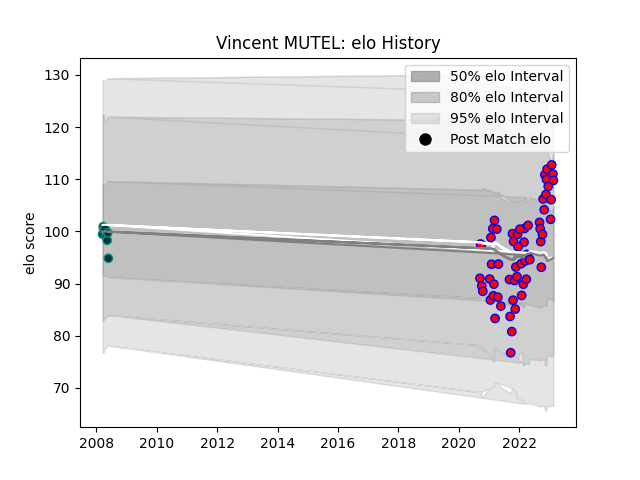 Vincent MUTEL: elo History
130
120
110
100
90
80
70
elo score
50% elo Interval
80% elo Interval
95% elo Interval
Post Match elo
2008
2010
2012
2014
2016
2018
2020
2022